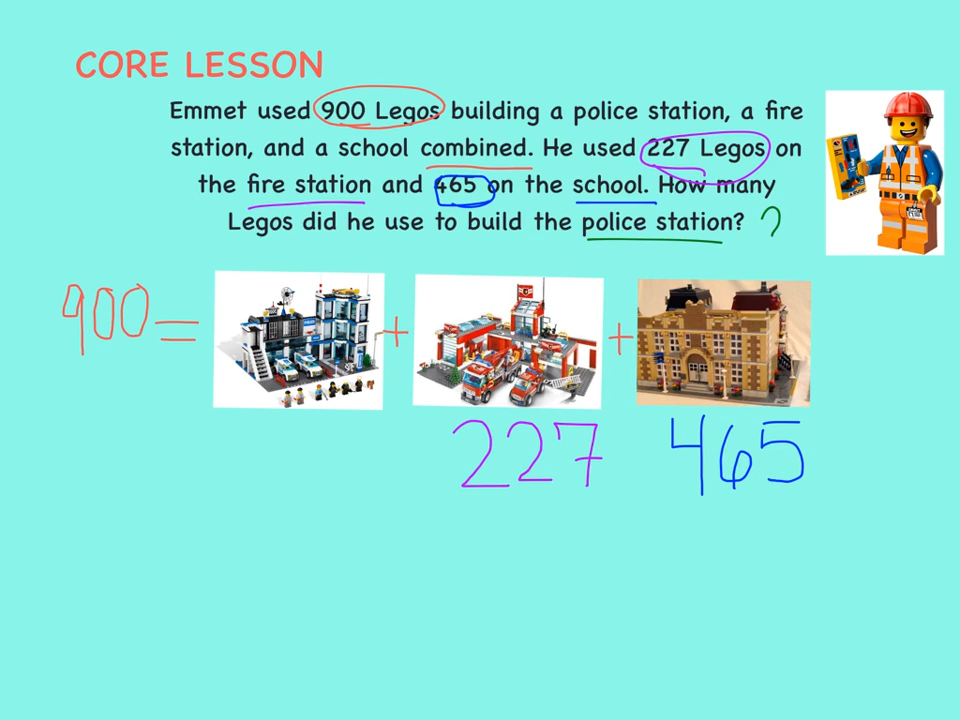 CORE LESSON
Emmet used 900 Legos building a police station, a fire
station, and a school combined. He used 227 Legos on
the fire station and 465 on the school. How many
Legos did he use to build the police station? ?
900 = + +
227 465